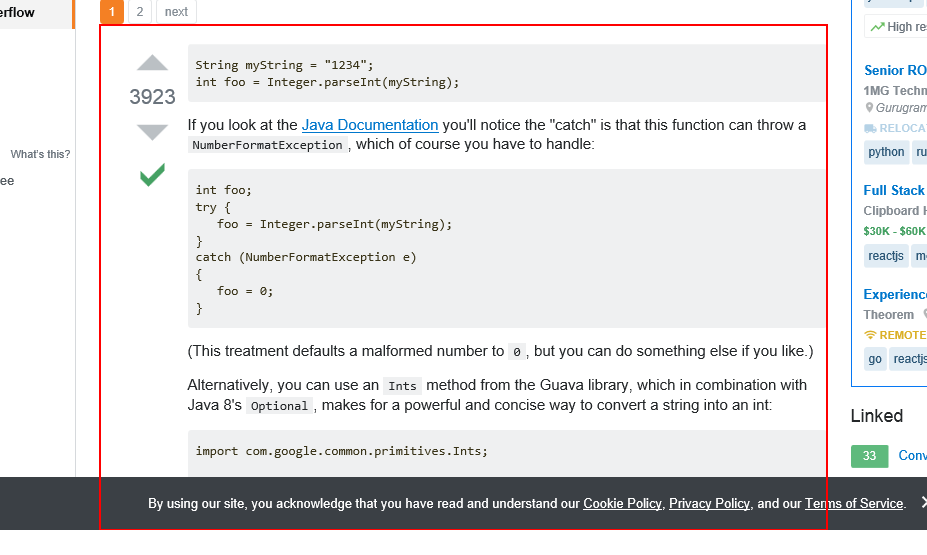 erflow
1 2 next
What's this?
ee
3923
String myString = "1234";
int foo = Integer.parseInt(myString);
If you look at the Java Documentation you'll notice the "catch" is that this function can throw a
NumberFormatException, which of course you have to handle:
int foo;
try {
   foo = Integer.parseInt(myString);
}
catch (NumberFormatException e)
{
   foo = 0;
}
(This treatment defaults a malformed number to 0, but you can do something else if you like.)
Alternatively, you can use an Ints method from the Guava library, which in combination with
Java 8's Optional, makes for a powerful and concise way to convert a string into an int:
import com.google.common.primitives.Ints;
High re
Senior RO
1MG Techn
Gurugram
RELOCA
python ru
Full Stack
Clipboard H
$30K - $60K
reactjs m
Experience
Theorem
REMOTE
go reactjs
Linked
33 Conv
By using our site, you acknowledge that you have read and understand our Cookie Policy, Privacy Policy, and our Terms of Service.